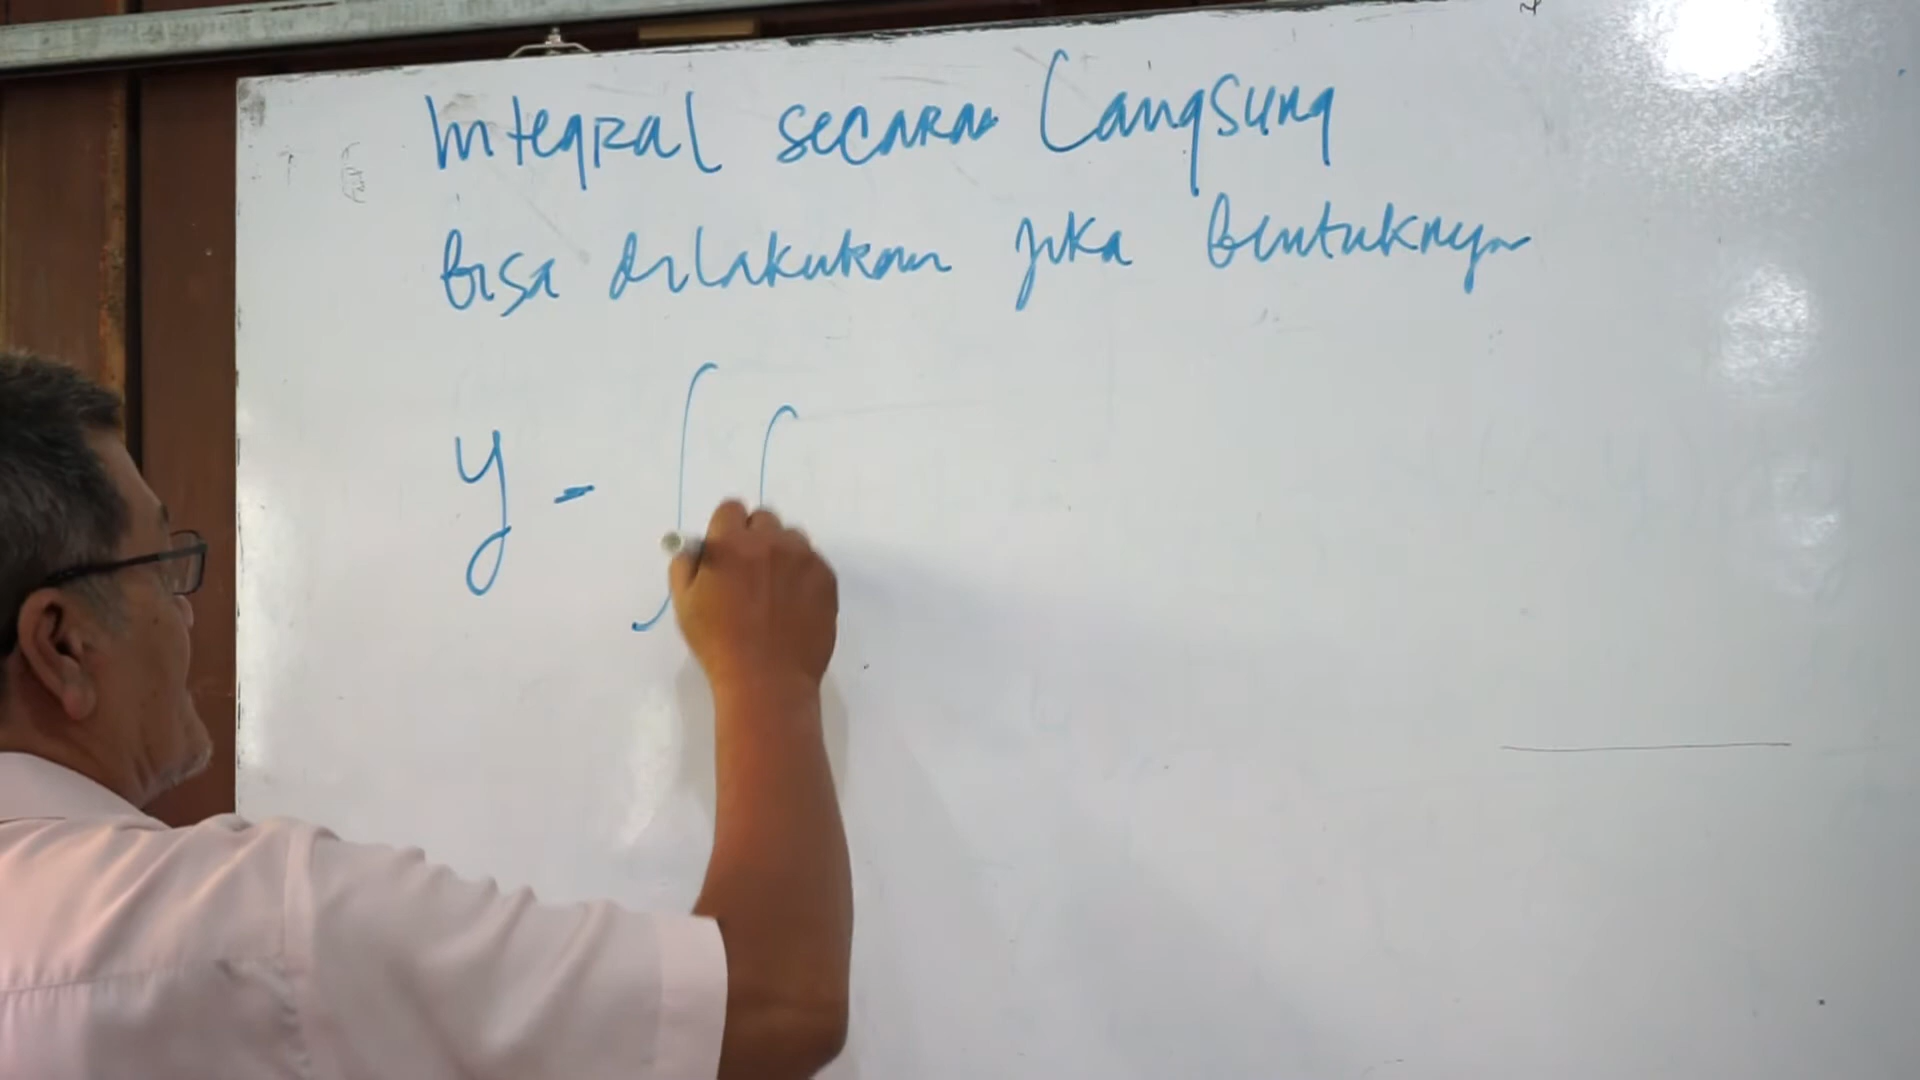 Integral secara langsung
bisa dilakukan jika bentuknya
y - ∫ ∫